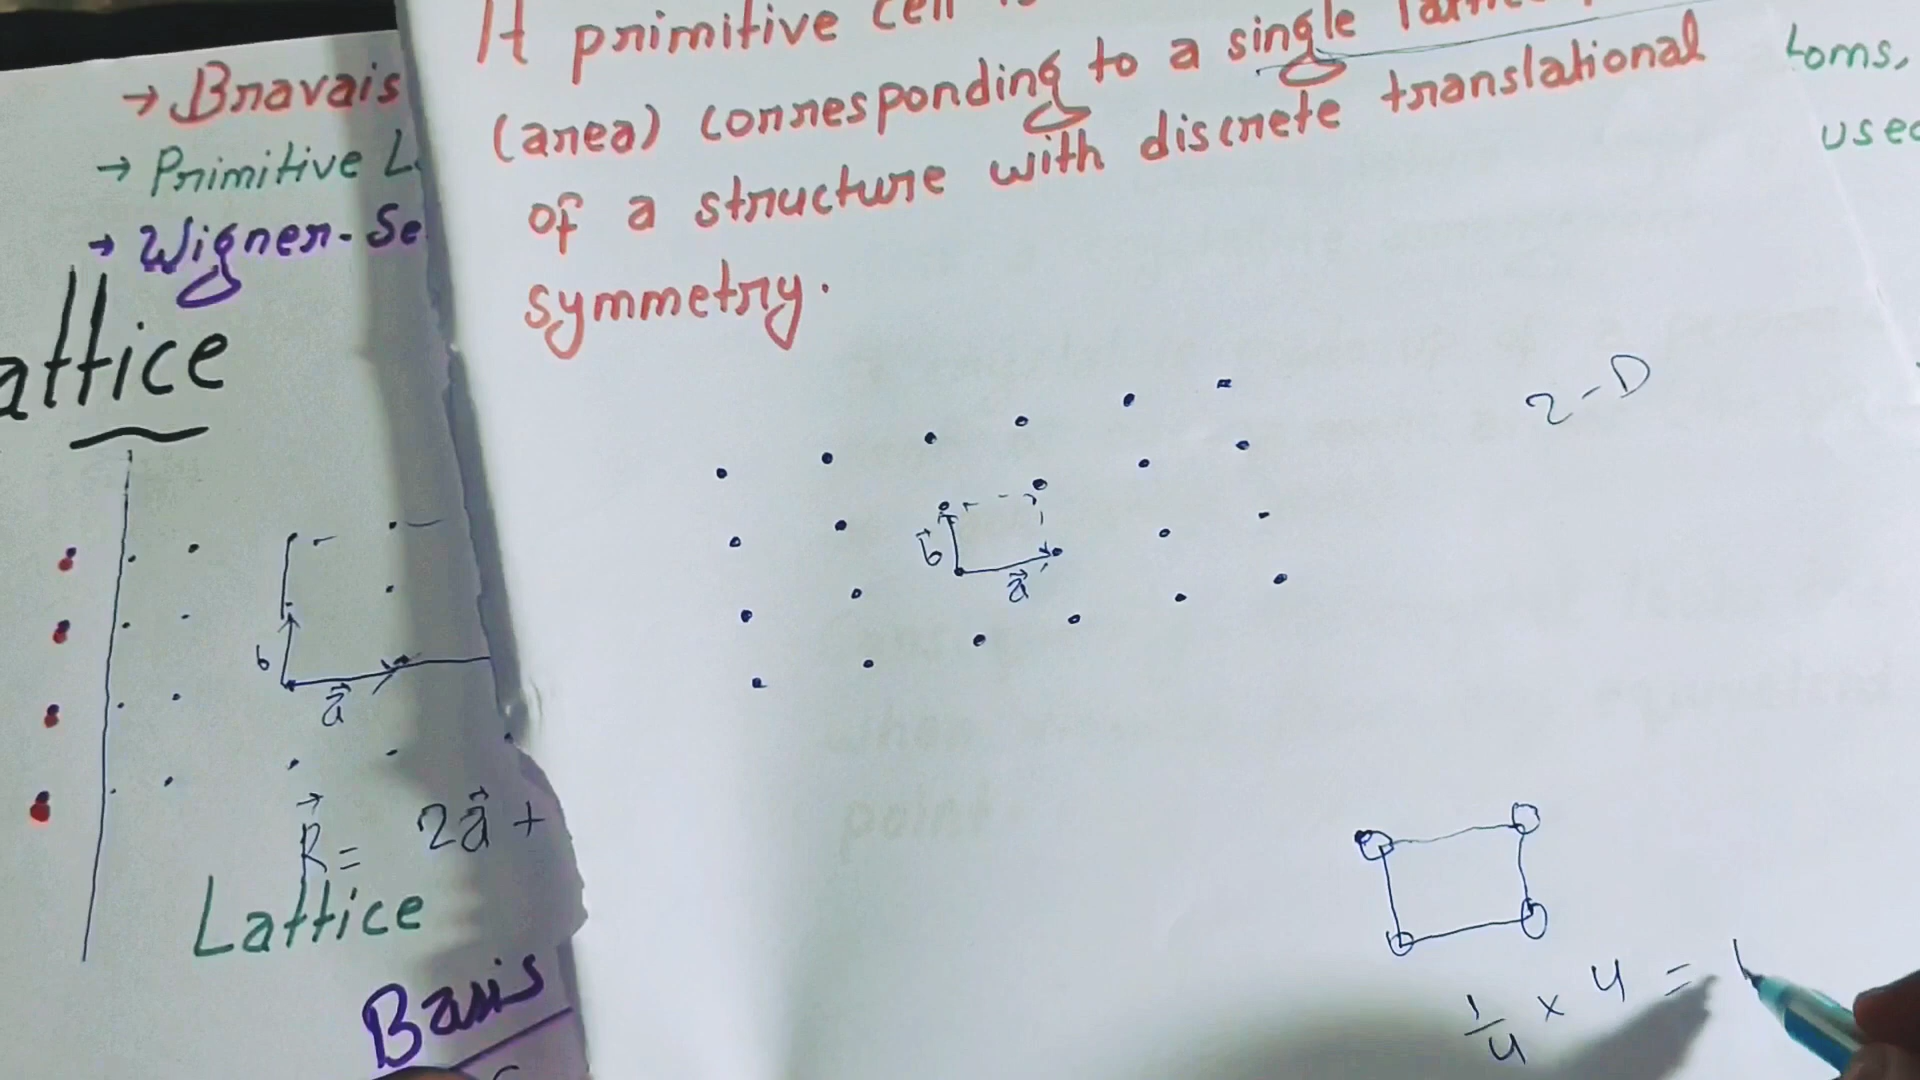 → Bravais
→ Primitive
→ Wigner-Se
attice
b
a⃗
R⃗ = 2a⃗ +
Lattice
Basis
It primitive cell
(area) corresponding to a single
of a structure with discrete translational
symmetry.
toms,
used
2-D
b⃗
a⃗
1/4 × 4 =